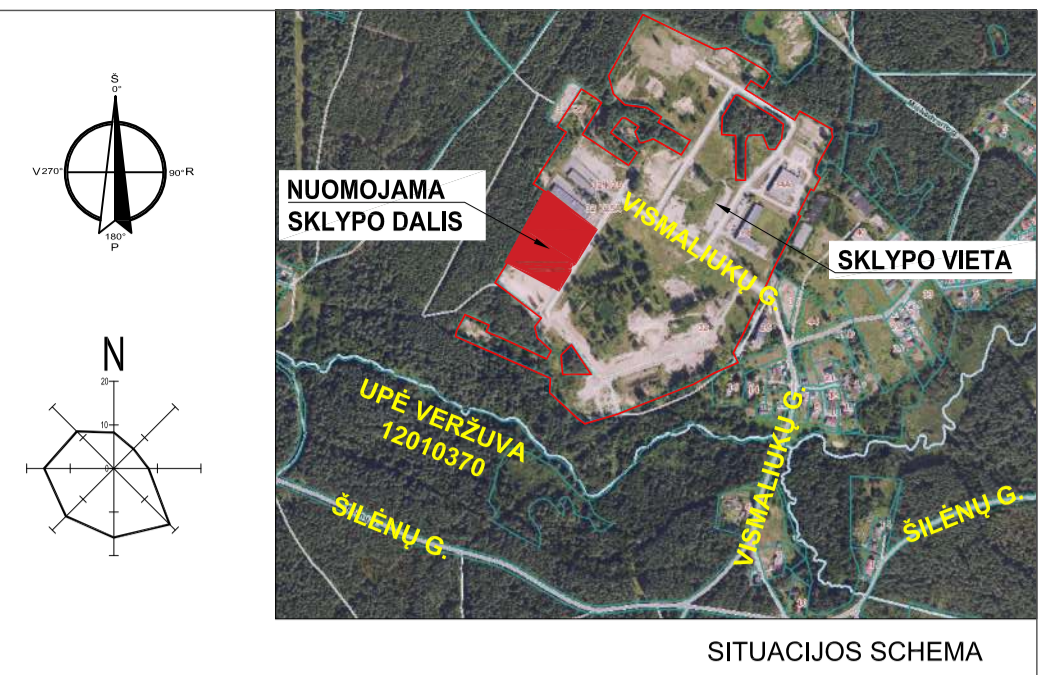 Š
0°
V270°
90°R
180°
P
N
20
10
0
NUOMOJAMA
SKLYPO DALIS
VISMALIUKŲ G.
SKLYPO VIETA
UPĖ VERŽUVA
12010370
ŠILĖNŲ G.
VISMALIUKŲ G.
ŠILĖNŲ G.
SITUACIJOS SCHEMA